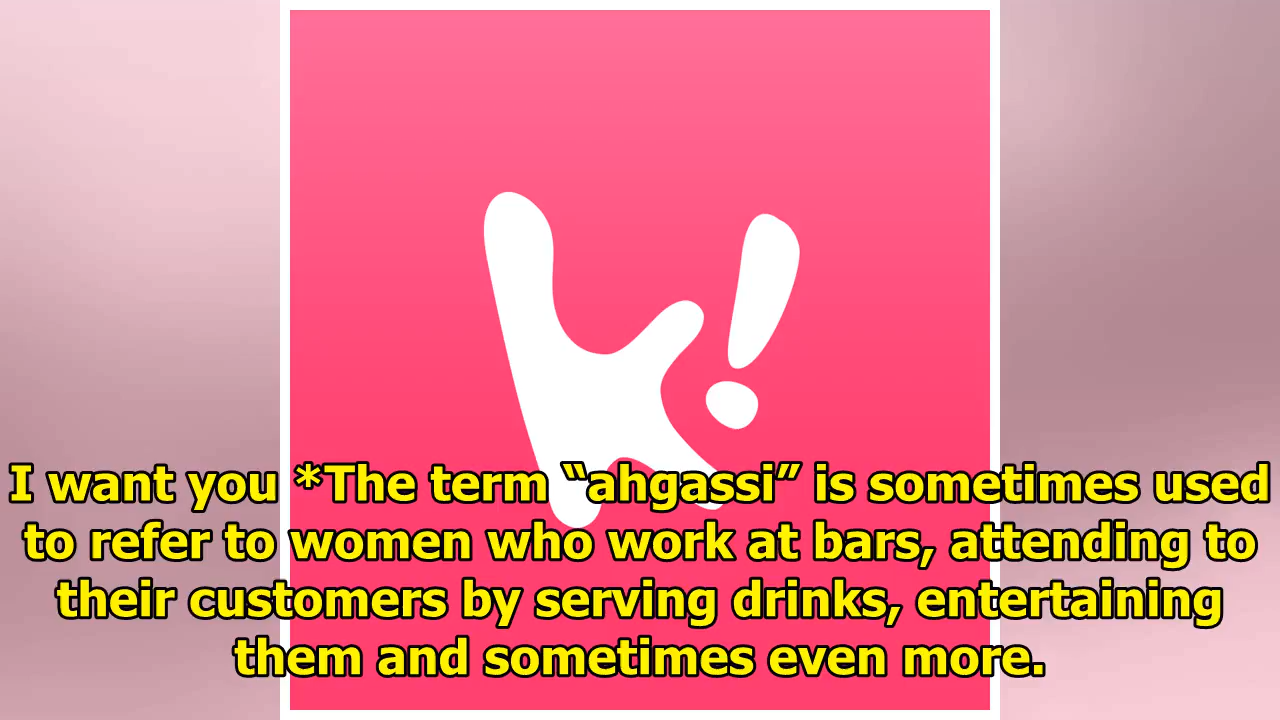 k!
I want you *The term “ahgassi” is sometimes used
to refer to women who work at bars, attending to
their customers by serving drinks, entertaining
them and sometimes even more.